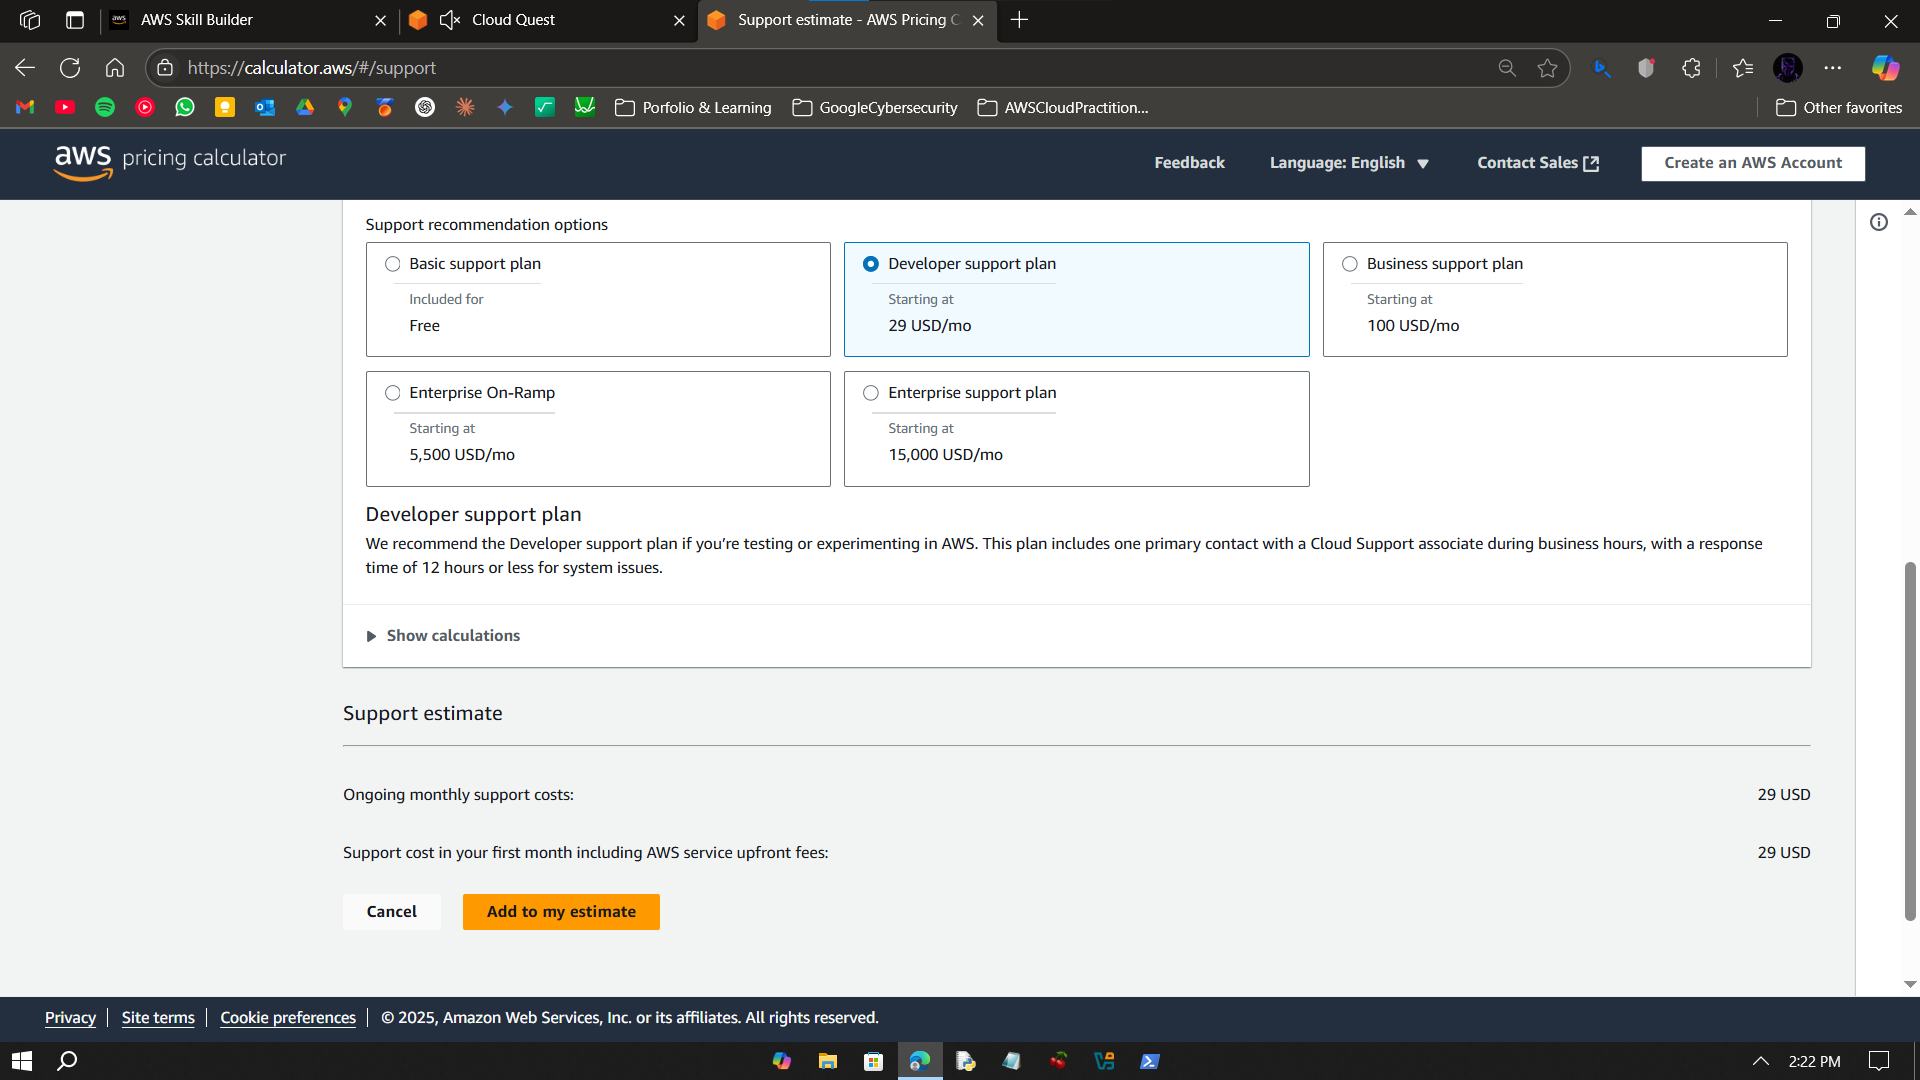 AWS Skill Builder
Cloud Quest
Support estimate - AWS Pricing C
https://calculator.aws/#/support
Porfolio & Learning
GoogleCybersecurity
AWSCloudPractition...
Other favorites
aws pricing calculator
Feedback
Language: English
Contact Sales
Create an AWS Account
Support recommendation options
Basic support plan
Included for
Free
Developer support plan
Starting at
29 USD/mo
Business support plan
Starting at
100 USD/mo
Enterprise On-Ramp
Starting at
5,500 USD/mo
Enterprise support plan
Starting at
15,000 USD/mo
Developer support plan
We recommend the Developer support plan if you’re testing or experimenting in AWS. This plan includes one primary contact with a Cloud Support associate during business hours, with a response
time of 12 hours or less for system issues.
Show calculations
Support estimate
Ongoing monthly support costs:
29 USD
Support cost in your first month including AWS service upfront fees:
29 USD
Cancel
Add to my estimate
Privacy
Site terms
Cookie preferences
© 2025, Amazon Web Services, Inc. or its affiliates. All rights reserved.
2:22 PM